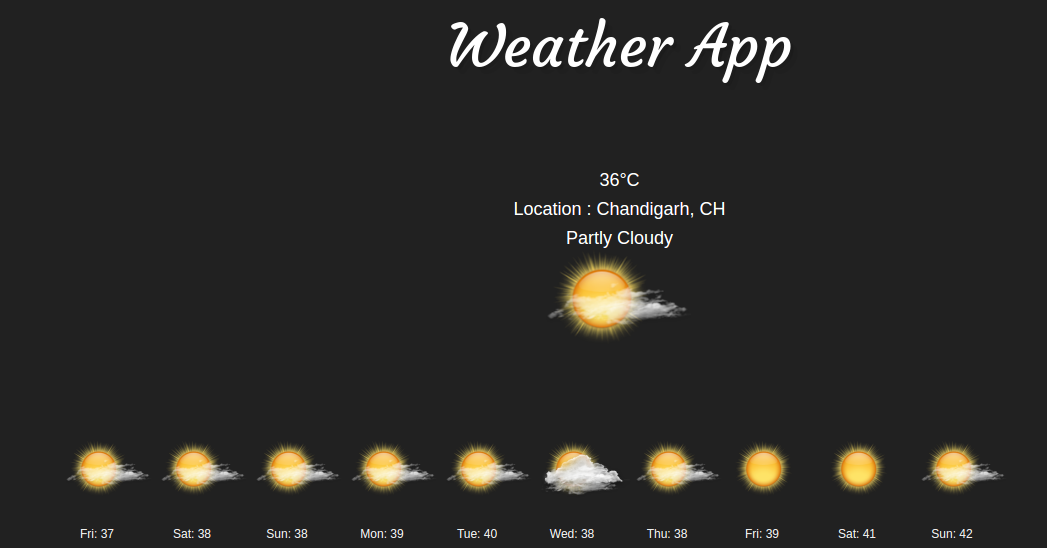 Weather App
36°C
Location : Chandigarh, CH
Partly Cloudy
Fri: 37 Sat: 38 Sun: 38 Mon: 39 Tue: 40 Wed: 38 Thu: 38 Fri: 39 Sat: 41 Sun: 42